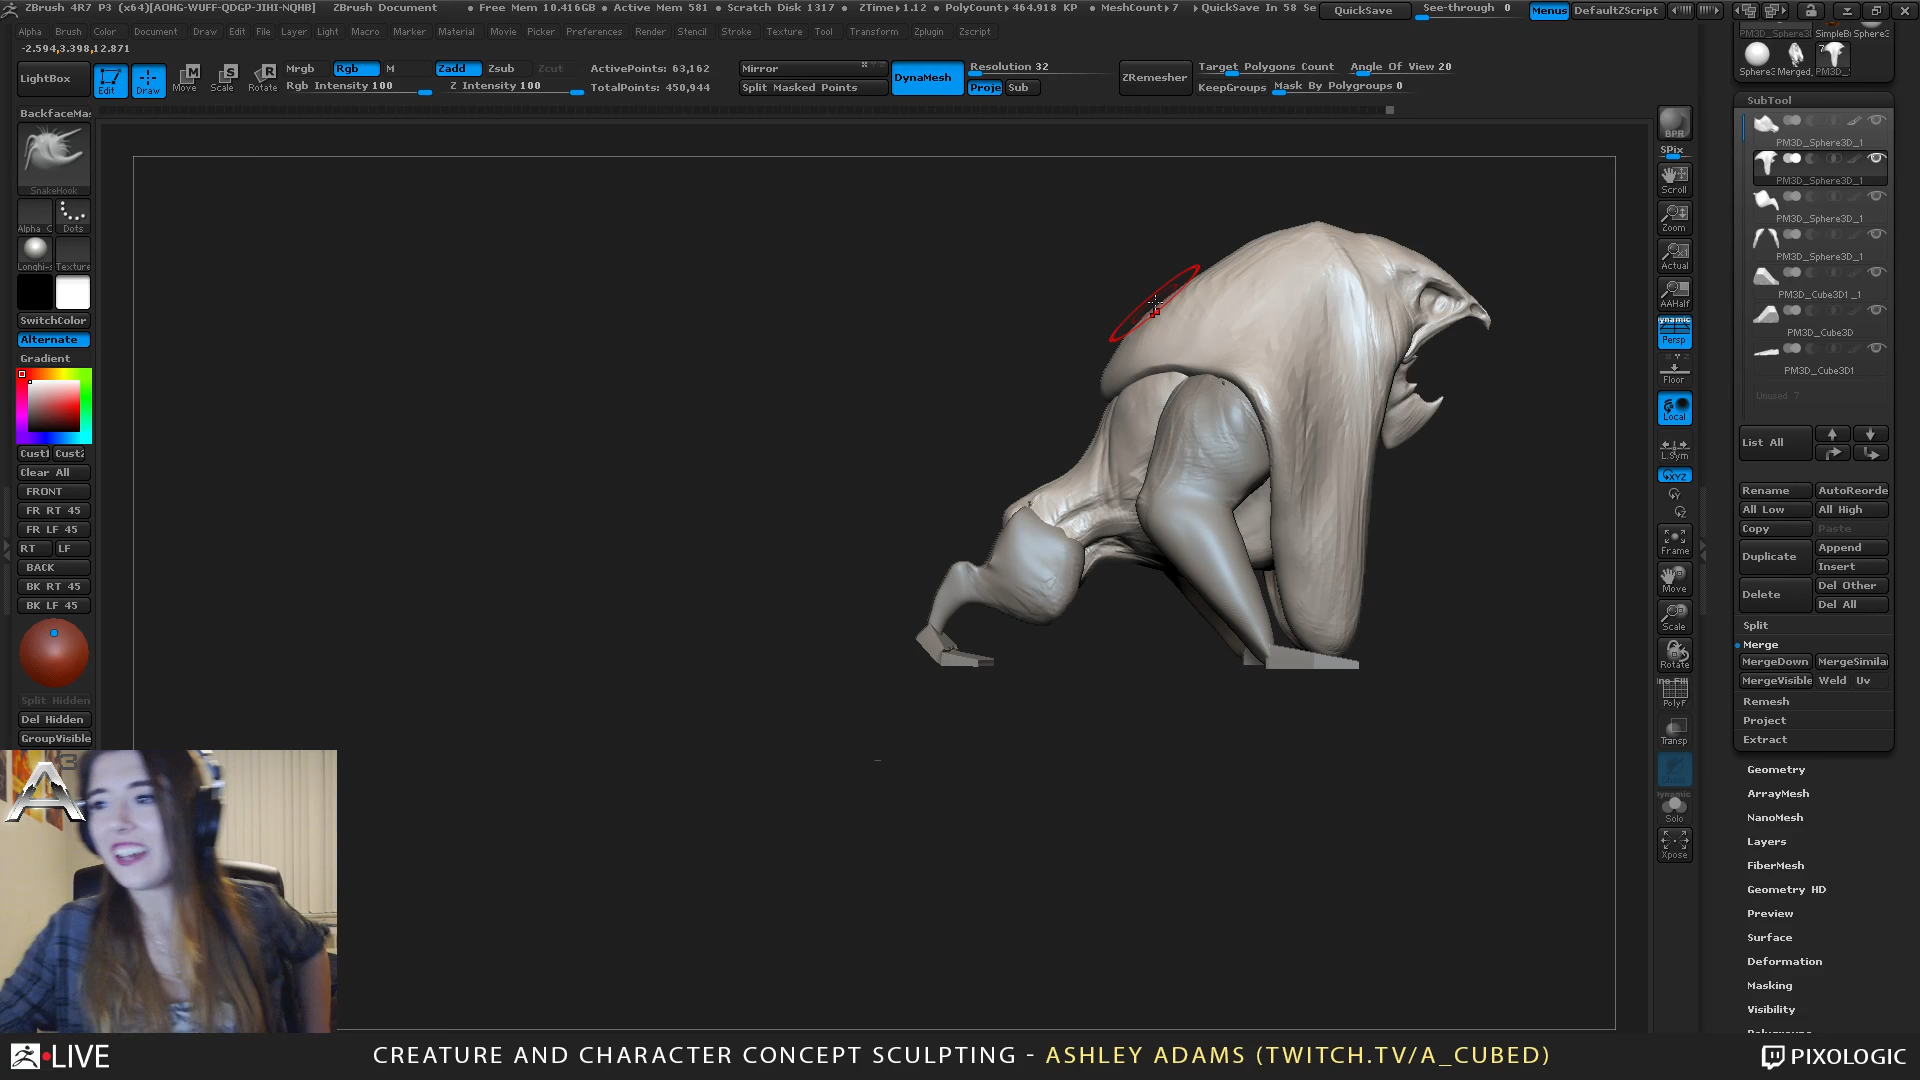 ZBrush 4R7 P3 (x64)[AOHG-WUFF-QDGP-JIHI-NQHB] ZBrush Document • Free Mem 10.416GB • Active Mem 581 • Scratch Disk 1317 • ZTime▸1.12 • PolyCount▸464.918 KP • MeshCount▸7 ▸QuickSave In 58 Se QuickSave See-through 0 Menus DefaultZScript
Alpha Brush Color Document Draw Edit File Layer Light Macro Marker Material Movie Picker Preferences Render Stencil Stroke Texture Tool Transform Zplugin Zscript
-2.594,3.398,12.871
LightBox Edit Draw Move Scale Rotate
Mrgb Rgb M Zadd Zsub Zcut ActivePoints: 63,162
Rgb Intensity 100 Z Intensity 100 TotalPoints: 450,944
Mirror DynaMesh Resolution 32 ZRemesher Target Polygons Count Angle Of View 20
Split Masked Points Proje Sub KeepGroups Mask By Polygroups 0
BackfaceMas
SnakeHook
Alpha Dots
Texture
SwitchColor
Alternate
Gradient
Cust1
Clear All
FRONT
FR RT 45
FR LF 45
RT LF
BACK
BK RT 45
BK LF 45
Split Hidden
Del Hidden
GroupVisible
BPR
SPix
Scroll
Zoom
Actual
AAHalf
Persp
Floor
Local
L.Sym
Frame
Move
Scale
Rotate
PolyF
Transp
Solo
Xpose
SubTool
PM3D_Sphere3D_1
PM3D_Sphere3D_1
PM3D_Sphere3D_1
PM3D_Sphere3D_1
PM3D_Cube3D1_1
PM3D_Cube3D
PM3D_Cube3D1
Unused 7
List All
Rename AutoReorde
All Low All High
Copy Paste
Duplicate Append
Insert
Delete Del Other
Del All
Split
Merge
MergeDown MergeSimila
MergeVisible Weld Uv
Remesh
Project
Extract
Geometry
ArrayMesh
NanoMesh
Layers
FiberMesh
Geometry HD
Preview
Surface
Deformation
Masking
Visibility
A 3
LIVE CREATURE AND CHARACTER CONCEPT SCULPTING - ASHLEY ADAMS (TWITCH.TV/A_CUBED) PIXOLOGIC